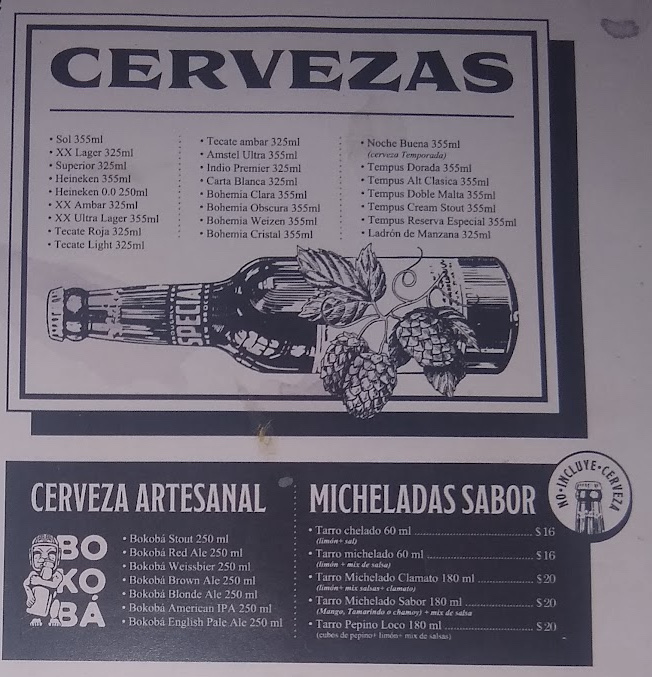 CERVEZAS
• Sol 355ml
• XX Lager 325ml
• Superior 325ml
• Heineken 355ml
• Heineken 0.0 250ml
• XX Ambar 325ml
• XX Ultra Lager 355ml
• Tecate Roja 325ml
• Tecate Light 325ml
• Tecate ambar 325ml
• Amstel Ultra 355ml
• Indio Premier 325ml
• Carta Blanca 325ml
• Bohemia Clara 355ml
• Bohemia Obscura 355ml
• Bohemia Weizen 355ml
• Bohemia Cristal 355ml
• Noche Buena 355ml
(cerveza Temporada)
• Tempus Dorada 355ml
• Tempus Alt Clasica 355ml
• Tempus Doble Malta 355ml
• Tempus Cream Stout 355ml
• Tempus Reserva Especial 355ml
• Ladrón de Manzana 325ml
SPECIAL
CERVEZA ARTESANAL
BO
KO
BÁ
• Bokobá Stout 250 ml
• Bokobá Red Ale 250 ml
• Bokobá Weissbier 250 ml
• Bokobá Brown Ale 250 ml
• Bokobá Blonde Ale 250 ml
• Bokobá American IPA 250 ml
• Bokobá English Pale Ale 250 ml
MICHELADAS SABOR
NO•INCLUYE•CERVEZA
• Tarro chelado 60 ml ........ $16
(limón+ sal)
• Tarro michelado 60 ml ........ $16
(limón + mix de salsa)
• Tarro Michelado Clamato 180 ml ........ $20
(limón+ mix salsas+ clamato)
• Tarro Michelado Sabor 180 ml ........ $20
(Mango, Tamarindo o chamoy) + mix de salsa
• Tarro Pepino Loco 180 ml ........ $20
(cubos de pepino+ limón+ mix de salsas)